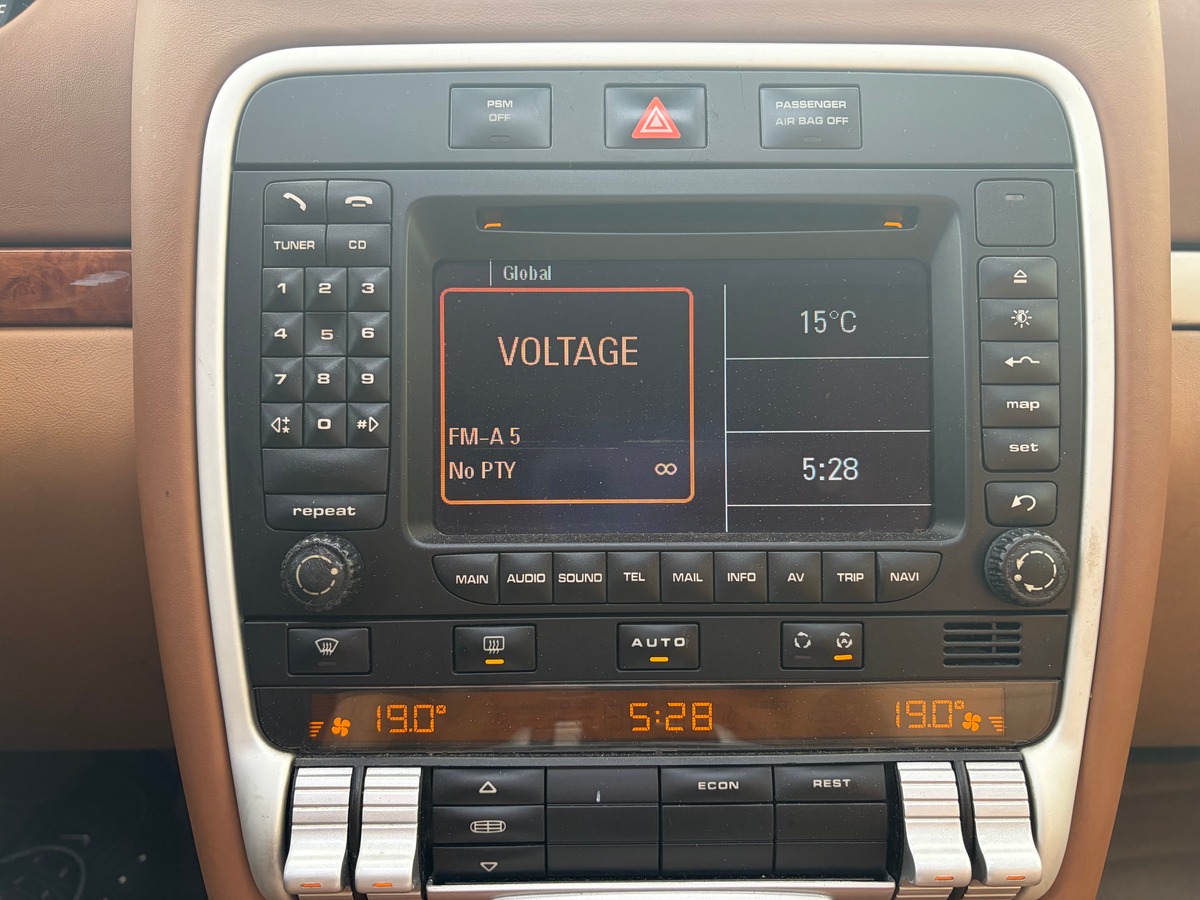 PSM
OFF
PASSENGER
AIR BAG OFF
TUNER CD
1 2 3
4 5 6
7 8 9
0 #
repeat
Global
VOLTAGE
FM-A 5
No PTY ∞
15°C
5:28
map
set
MAIN AUDIO SOUND TEL MAIL INFO AV TRIP NAVI
AUTO
A
19.0° 5:28 19.0°
ECON REST